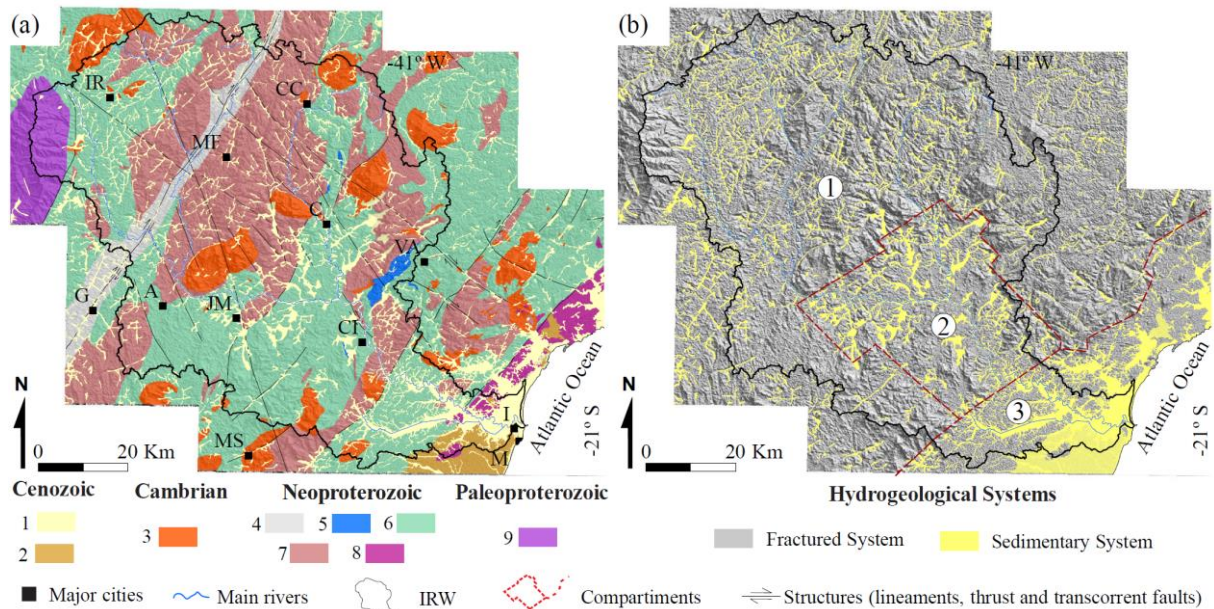 (a)
-41° W
IR
CC
MF
C
VA
G
A
JM
CI
MS
I
M
Atlantic Ocean
-21° S
N
0 20 Km
(b)
-41° W
1
2
3
Atlantic Ocean
-21° S
N
0 20 Km
Cenozoic Cambrian Neoproterozoic Paleoproterozoic
1 3 4 5 6 9
2 7 8
Hydrogeological Systems
Fractured System Sedimentary System
Major cities Main rivers IRW Compartments Structures (lineaments, thrust and transcorrent faults)